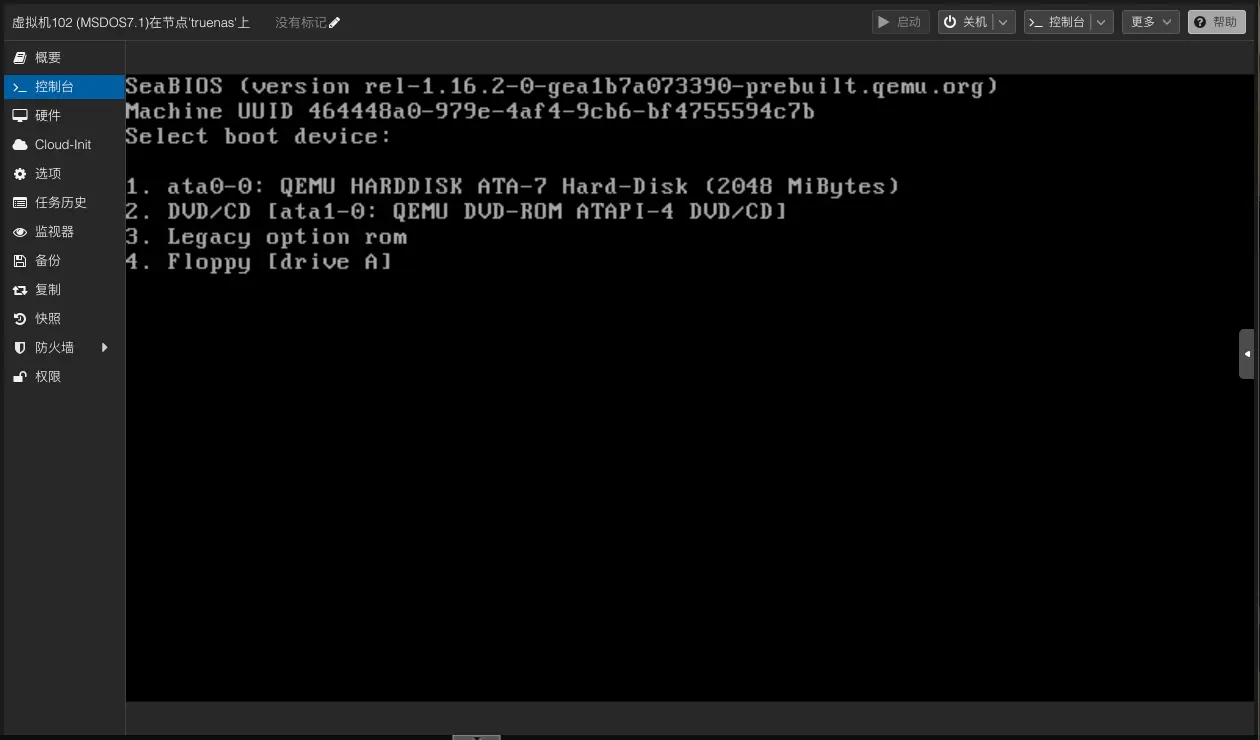 虚拟机102 (MSDOS7.1)在节点'truenas'上 没有标记 启动 关机 控制台 更多 帮助
概要
控制台
硬件
Cloud-Init
选项
任务历史
监视器
备份
复制
快照
防火墙
权限
SeaBIOS (version rel-1.16.2-0-gea1b7a073390-prebuilt.qemu.org)
Machine UUID 464448a0-979e-4af4-9cb6-bf4755594c7b
Select boot device:
1. ata0-0: QEMU HARDDISK ATA-7 Hard-Disk (2048 MiBytes)
2. DVD/CD [ata1-0: QEMU DVD-ROM ATAPI-4 DVD/CD]
3. Legacy option rom
4. Floppy [drive A]